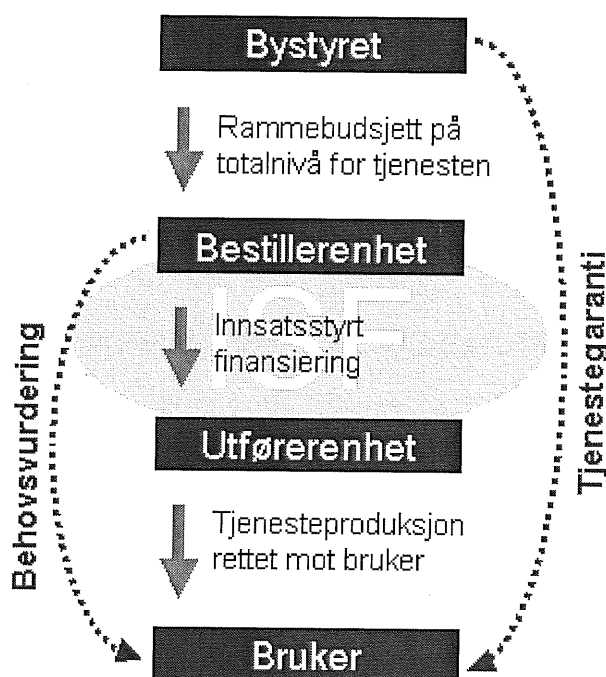 Bystyret
Rammebudsjett på
totalnivå for tjenesten
Bestillerenhet
ISF
Innsatsstyrt
finansiering
Utførerenhet
Tjenesteproduksjon
rettet mot bruker
Bruker
Behovsvurdering
Tjenestegaranti